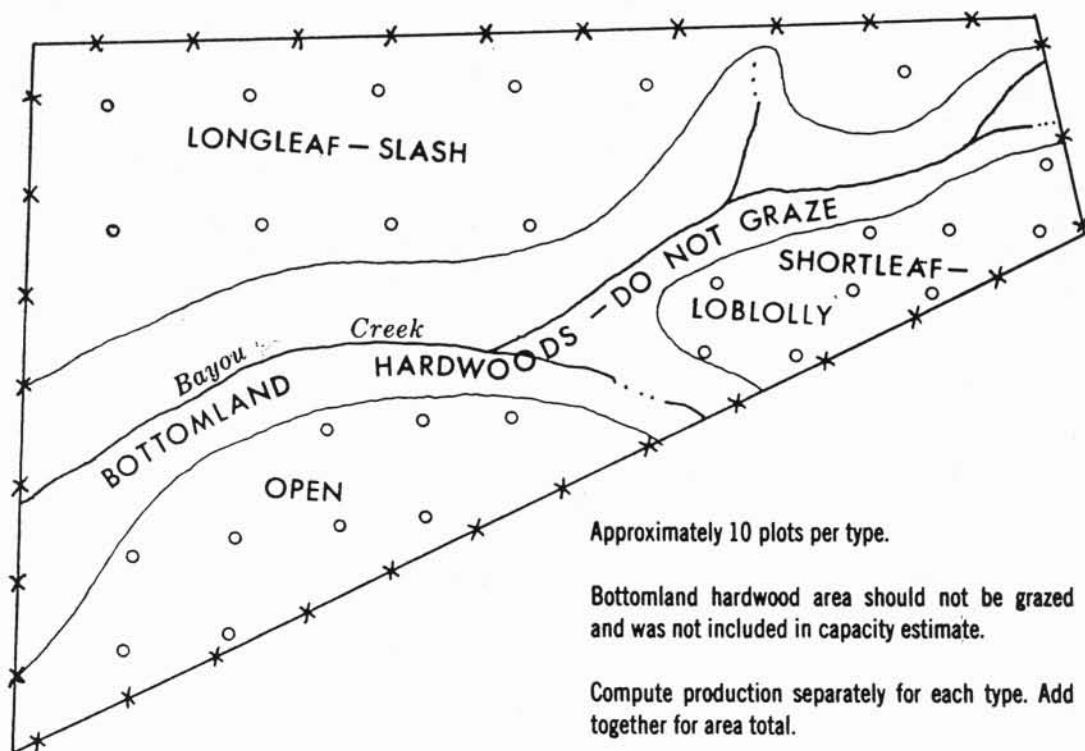 LONGLEAF – SLASH
BOTTOMLAND HARDWOODS – DO NOT GRAZE
SHORTLEAF –
LOBLOLLY
Bayou Creek
OPEN
Approximately 10 plots per type.
Bottomland hardwood area should not be grazed
and was not included in capacity estimate.
Compute production separately for each type. Add
together for area total.